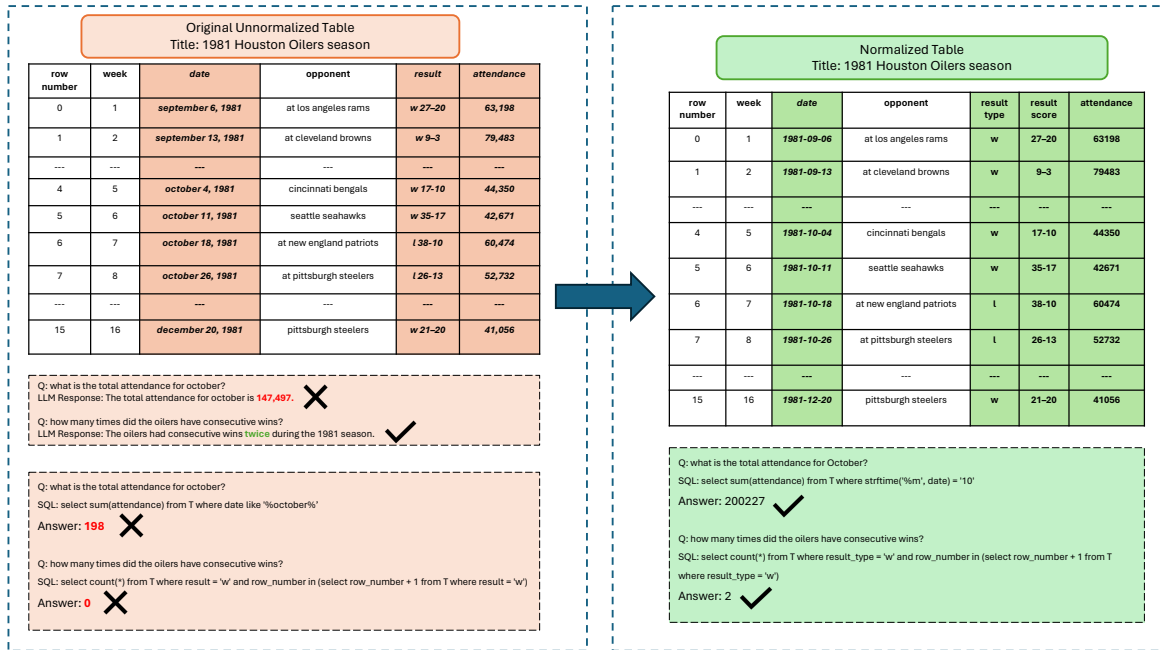 Original Unnormalized Table
Title: 1981 Houston Oilers season
row number week date opponent result attendance
0 1 september 6, 1981 at los angeles rams w 27–20 63,198
1 2 september 13, 1981 at cleveland browns w 9–3 79,483
--- --- --- --- --- ---
4 5 october 4, 1981 cincinnati bengals w 17-10 44,350
5 6 october 11, 1981 seattle seahawks w 35-17 42,671
6 7 october 18, 1981 at new england patriots l 38-10 60,474
7 8 october 26, 1981 at pittsburgh steelers l 26-13 52,732
--- --- --- --- --- ---
15 16 december 20, 1981 pittsburgh steelers w 21–20 41,056
Q: what is the total attendance for october?
LLM Response: The total attendance for october is 147,497.
Q: how many times did the oilers have consecutive wins?
LLM Response: The oilers had consecutive wins twice during the 1981 season.
Q: what is the total attendance for october?
SQL: select sum(attendance) from T where date like '%october%'
Answer: 198
Q: how many times did the oilers have consecutive wins?
SQL: select count(*) from T where result = 'w' and row_number in (select row_number + 1 from T where result = 'w')
Answer: 0
Normalized Table
Title: 1981 Houston Oilers season
row number week date opponent result type result score attendance
0 1 1981-09-06 at los angeles rams w 27–20 63198
1 2 1981-09-13 at cleveland browns w 9–3 79483
--- --- --- --- --- --- ---
4 5 1981-10-04 cincinnati bengals w 17-10 44350
5 6 1981-10-11 seattle seahawks w 35-17 42671
6 7 1981-10-18 at new england patriots l 38-10 60474
7 8 1981-10-26 at pittsburgh steelers l 26-13 52732
--- --- --- --- --- --- ---
15 16 1981-12-20 pittsburgh steelers w 21–20 41056
Q: what is the total attendance for October?
SQL: select sum(attendance) from T where strftime('%m', date) = '10'
Answer: 200227
Q: how many times did the oilers have consecutive wins?
SQL: select count(*) from T where result_type = 'w' and row_number in (select row_number + 1 from T
where result_type = 'w')
Answer: 2